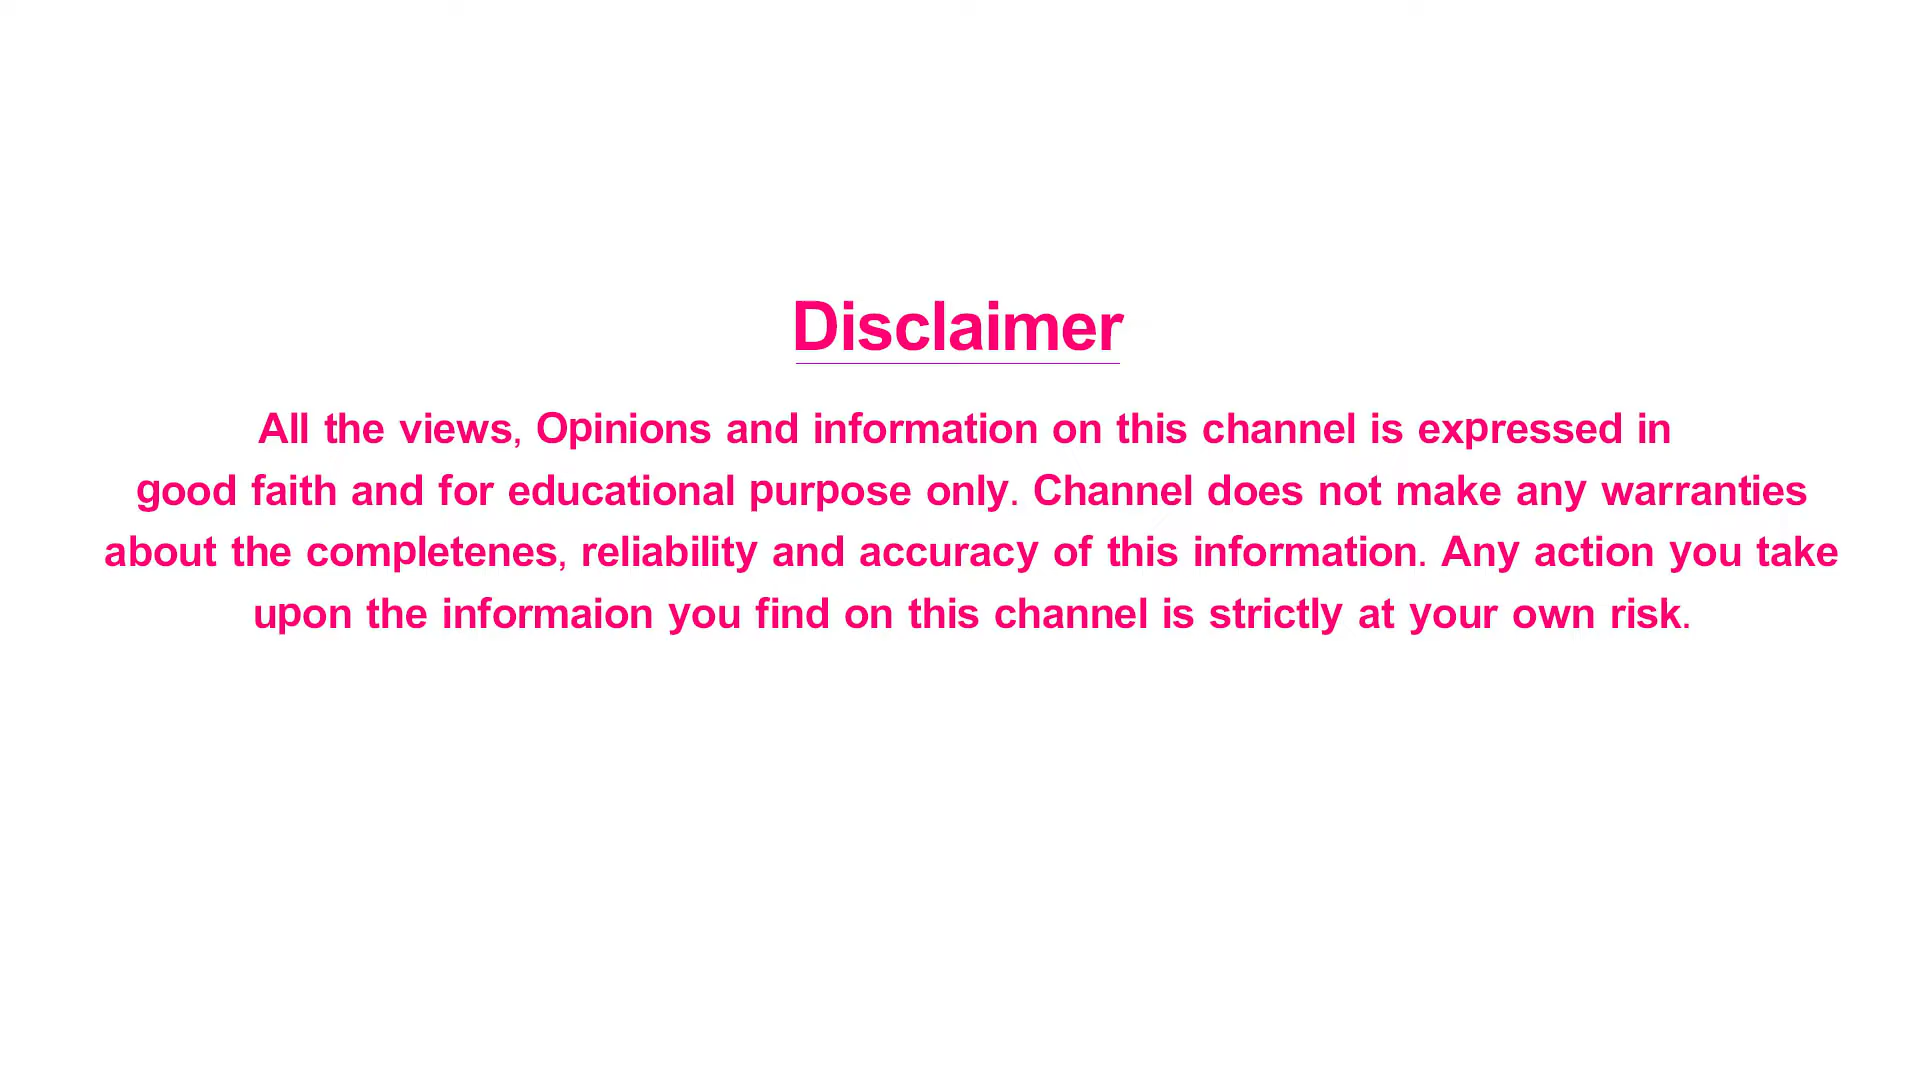 Disclaimer
All the views, Opinions and information on this channel is expressed in
good faith and for educational purpose only. Channel does not make any warranties
about the completenes, reliability and accuracy of this information. Any action you take
upon the informaion you find on this channel is strictly at your own risk.